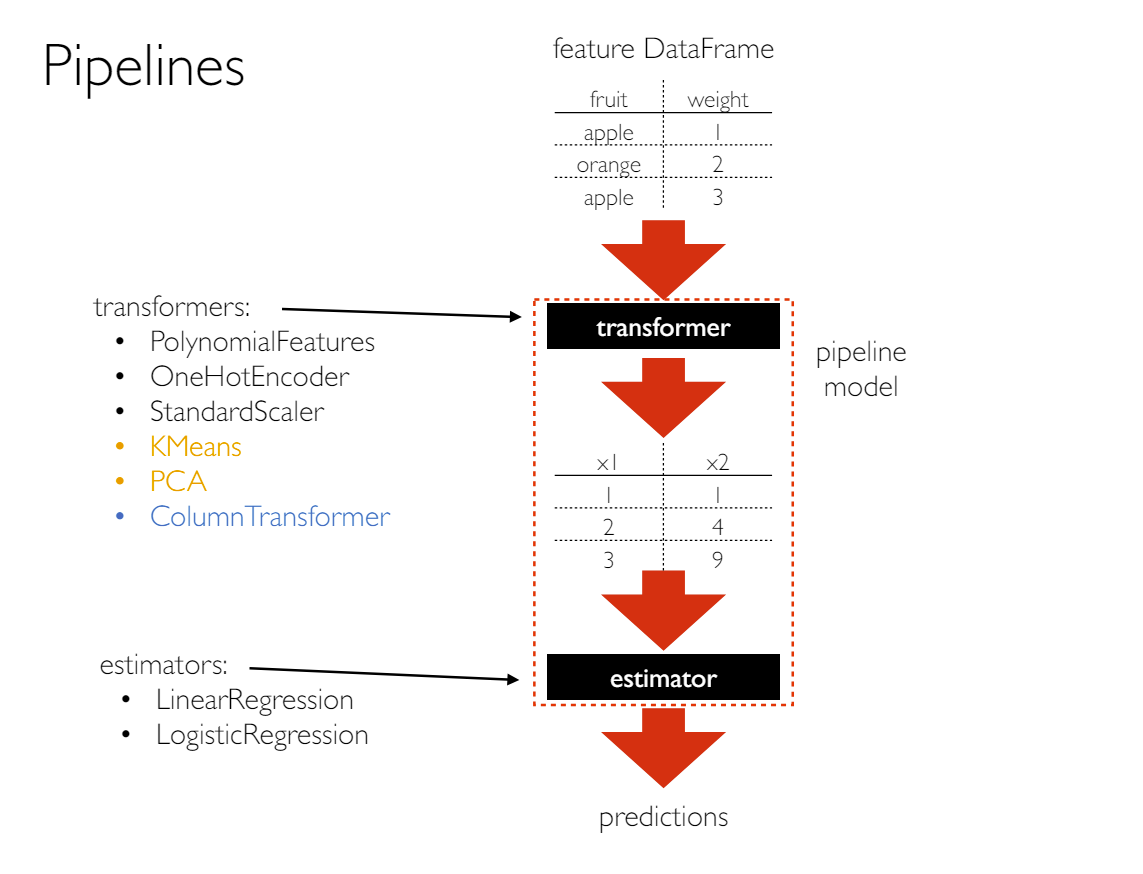 Pipelines
feature DataFrame
fruit weight
apple 1
orange 2
apple 3
transformers:
• PolynomialFeatures
• OneHotEncoder
• StandardScaler
• KMeans
• PCA
• ColumnTransformer
transformer
pipeline
model
x1 x2
1 1
2 4
3 9
estimators:
• LinearRegression
• LogisticRegression
estimator
predictions